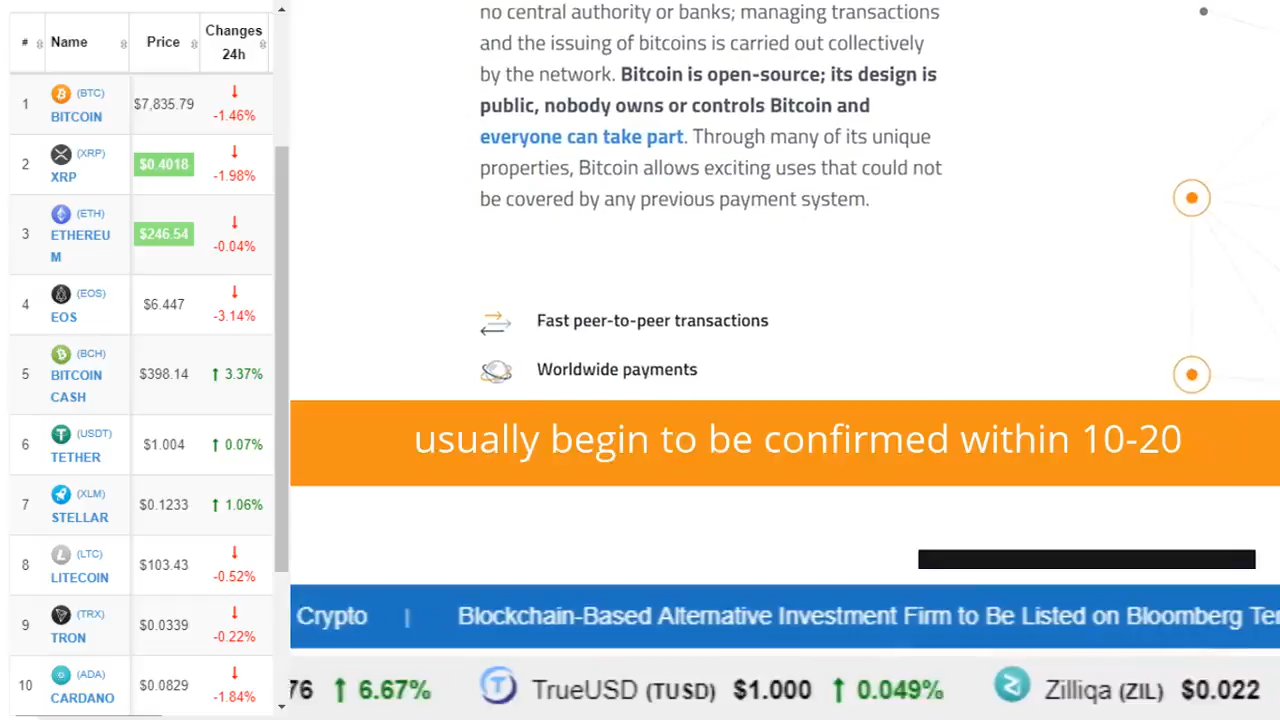 # Name Price Changes 24h
1 (BTC) BITCOIN $7,835.79 ↓ -1.46%
2 (XRP) XRP $0.4018 ↓ -1.98%
3 (ETH) ETHEREUM $246.54 ↓ -0.04%
4 (EOS) EOS $6.447 ↓ -3.14%
5 (BCH) BITCOIN CASH $398.14 ↑ 3.37%
6 (USDT) TETHER $1.004 ↑ 0.07%
7 (XLM) STELLAR $0.1233 ↑ 1.06%
8 (LTC) LITECOIN $103.43 ↓ -0.52%
9 (TRX) TRON $0.0339 ↓ -0.22%
10 (ADA) CARDANO $0.0829 ↓ -1.84%
no central authority or banks; managing transactions
and the issuing of bitcoins is carried out collectively
by the network. Bitcoin is open-source; its design is
public, nobody owns or controls Bitcoin and
everyone can take part. Through many of its unique
properties, Bitcoin allows exciting uses that could not
be covered by any previous payment system.
Fast peer-to-peer transactions
Worldwide payments
usually begin to be confirmed within 10-20
Crypto | Blockchain-Based Alternative Investment Firm to Be Listed on Bloomberg Ter
76 ↑ 6.67% TrueUSD (TUSD) $1.000 ↑ 0.049% Zilliqa (ZIL) $0.022